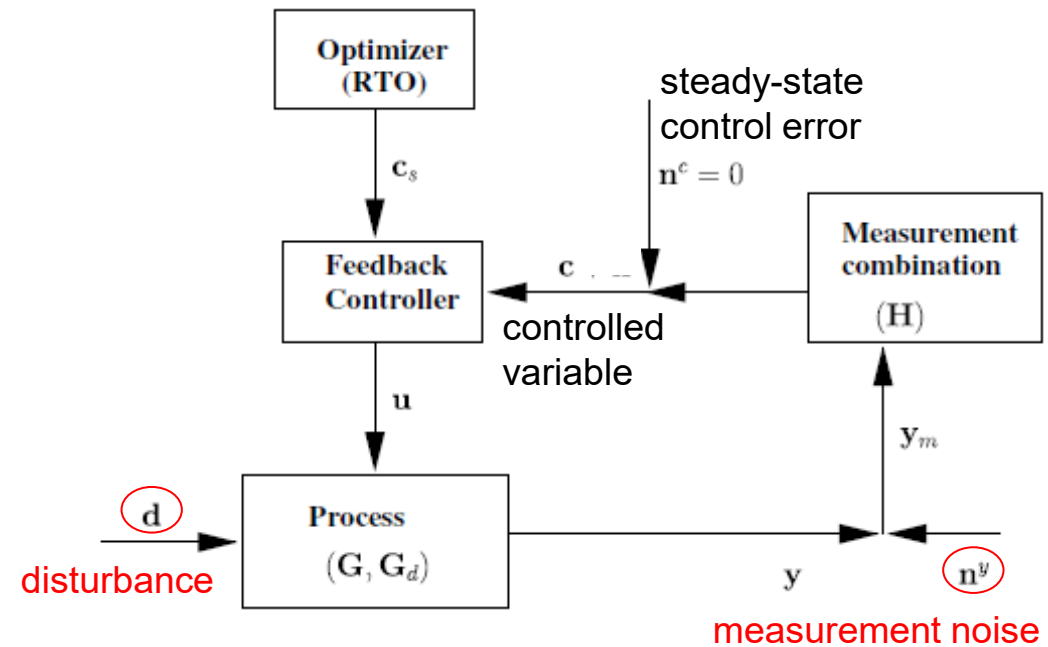 Optimizer
(RTO)
steady-state
control error
c_s
n^c = 0
Measurement
combination
(H)
Feedback
Controller
c
controlled
variable
u
y_m
d
disturbance
Process
(G, G_d)
y
n^y
measurement noise